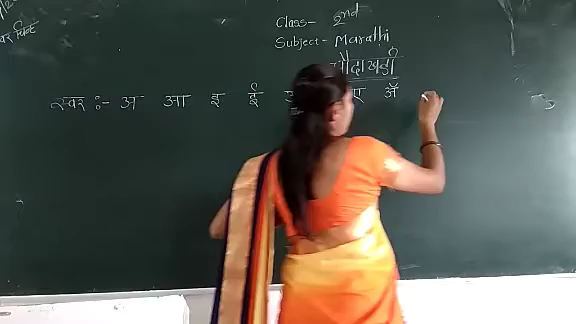 Class- 2nd
Subject- Marathi
स्वर :- अ आ इ ई ए ॲ